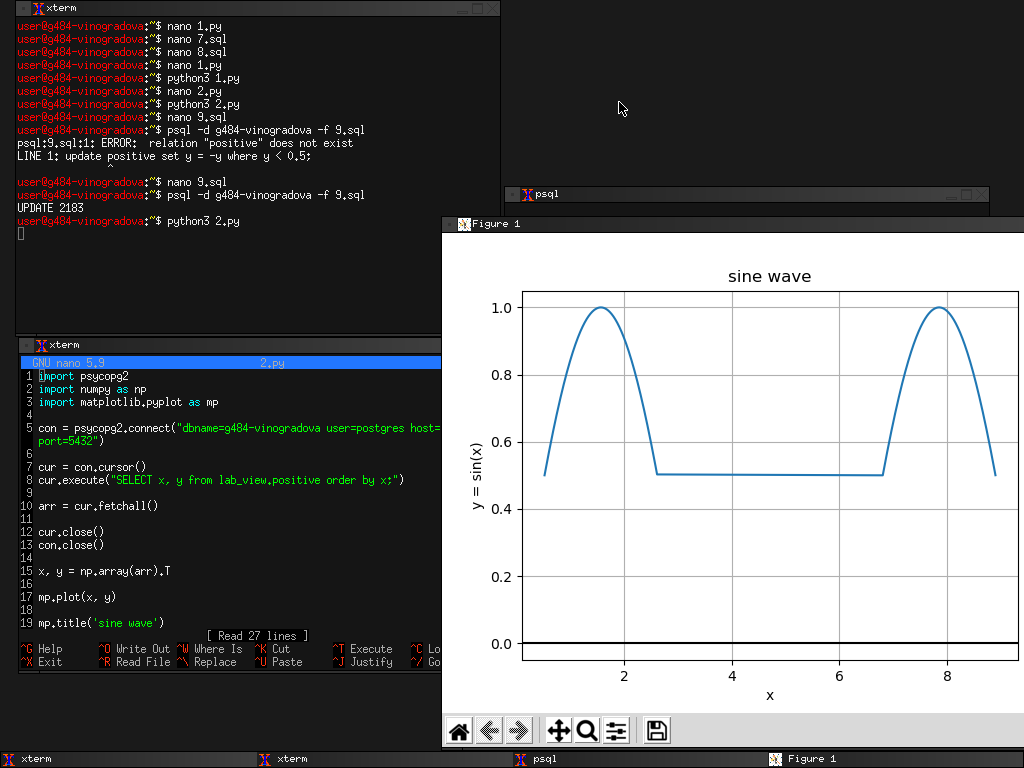 xterm
user@g484-vinogradova:~$ nano 1.py
user@g484-vinogradova:~$ nano 7.sql
user@g484-vinogradova:~$ nano 8.sql
user@g484-vinogradova:~$ nano 1.py
user@g484-vinogradova:~$ python3 1.py
user@g484-vinogradova:~$ nano 2.py
user@g484-vinogradova:~$ python3 2.py
user@g484-vinogradova:~$ nano 9.sql
user@g484-vinogradova:~$ psql -d g484-vinogradova -f 9.sql
psql:9.sql:1: ERROR:  relation "positive" does not exist
LINE 1: update positive set y = -y where y < 0.5;
^
user@g484-vinogradova:~$ nano 9.sql
user@g484-vinogradova:~$ psql -d g484-vinogradova -f 9.sql
UPDATE 2183
user@g484-vinogradova:~$ python3 2.py
psql
Figure 1
sine wave
1.0
0.8
0.6
0.4
0.2
0.0
y = sin(x)
2 4 6 8
x
xterm
GNU nano 5.9 2.py
1 import psycopg2
2 import numpy as np
3 import matplotlib.pyplot as mp
4
5 con = psycopg2.connect("dbname=g484-vinogradova user=postgres host=
port=5432")
6
7 cur = con.cursor()
8 cur.execute("SELECT x, y from lab_view.positive order by x;")
9
10 arr = cur.fetchall()
11
12 cur.close()
13 con.close()
14
15 x, y = np.array(arr).T
16
17 mp.plot(x, y)
18
19 mp.title('sine wave')
[ Read 27 lines ]
^G Help ^O Write Out ^W Where Is ^K Cut ^T Execute ^C Lo
^X Exit ^R Read File ^\ Replace ^U Paste ^J Justify ^/ Go
xterm xterm psql Figure 1